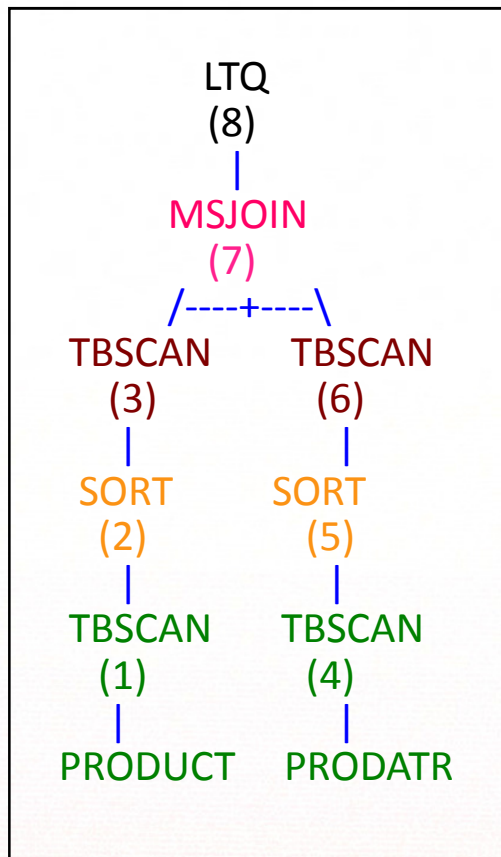 LTQ
(8)
|
MSJOIN
(7)
/----+----\
TBSCAN TBSCAN
(3) (6)
| |
SORT SORT
(2) (5)
| |
TBSCAN TBSCAN
(1) (4)
| |
PRODUCT PRODATR